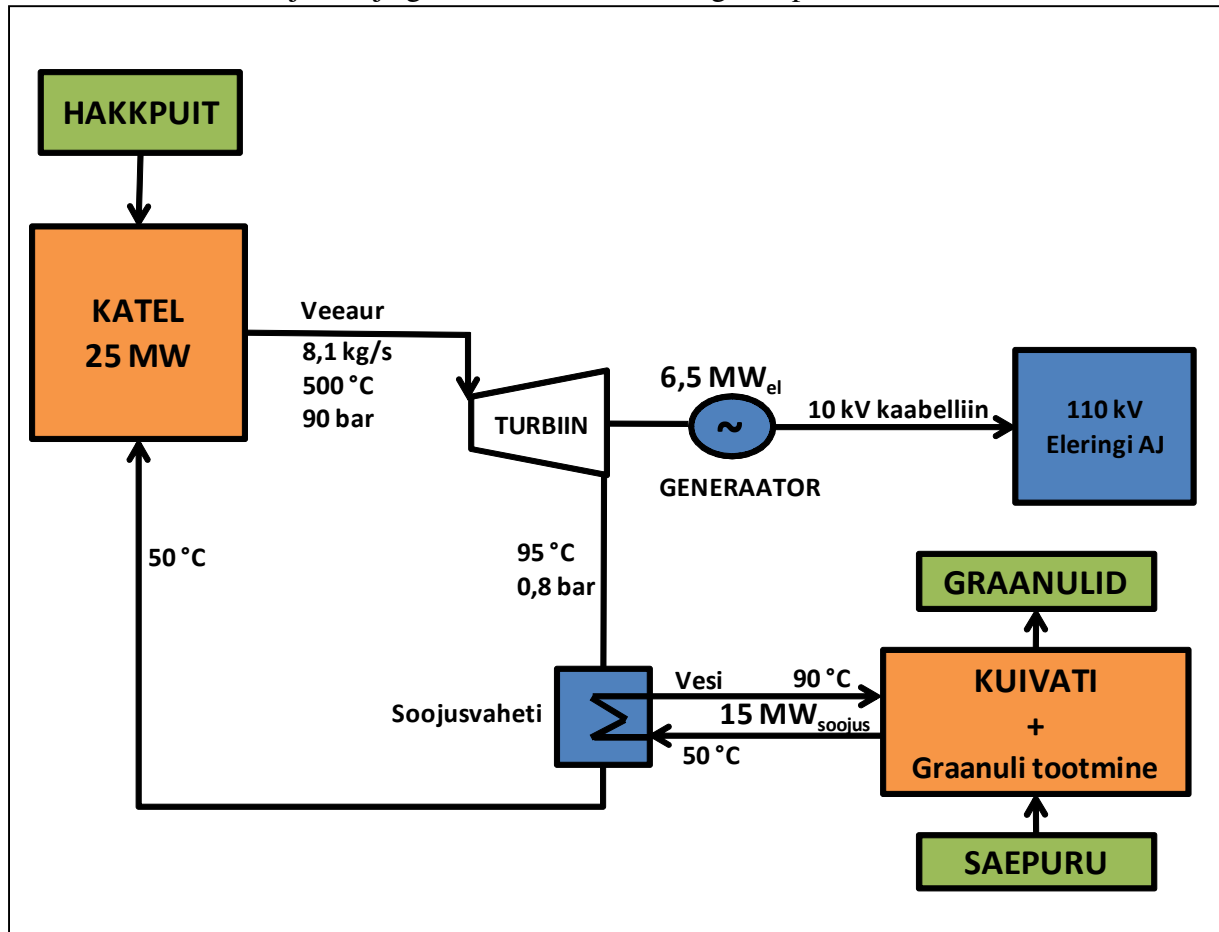 HAKKPUIT
KATEL
25 MW
Veeaur
8,1 kg/s
500 °C
90 bar
TURBIIN
6,5 MWel
~
GENERAATOR
10 kV kaabelliin
110 kV
Eleringi AJ
50 °C
95 °C
0,8 bar
Soojusvaheti
Vesi
90 °C
15 MWsoojus
50 °C
GRAANULID
KUIVATI
+
Graanuli tootmine
SAEPURU